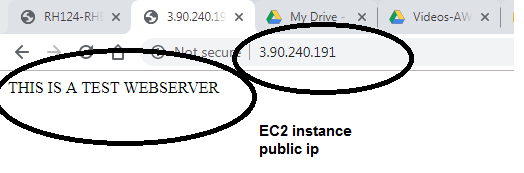 RH124-RHE
3.90.240.19
My Drive -
Videos-AW
Not secure
3.90.240.191
THIS IS A TEST WEBSERVER
EC2 instance
public ip